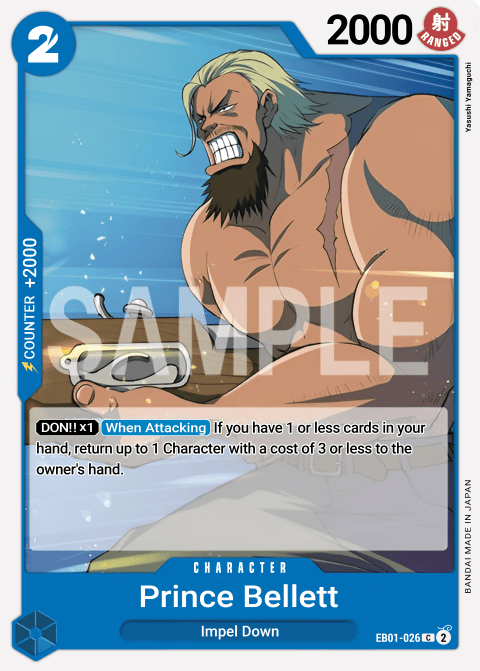 2
2000
射
RANGED
Yasushi Yamaguchi
COUNTER +2000
SAMPLE
DON!! x1 When Attacking If you have 1 or less cards in your
hand, return up to 1 Character with a cost of 3 or less to the
owner's hand.
BANDAI MADE IN JAPAN
CHARACTER
Prince Bellett
Impel Down
EB01-026 C 2